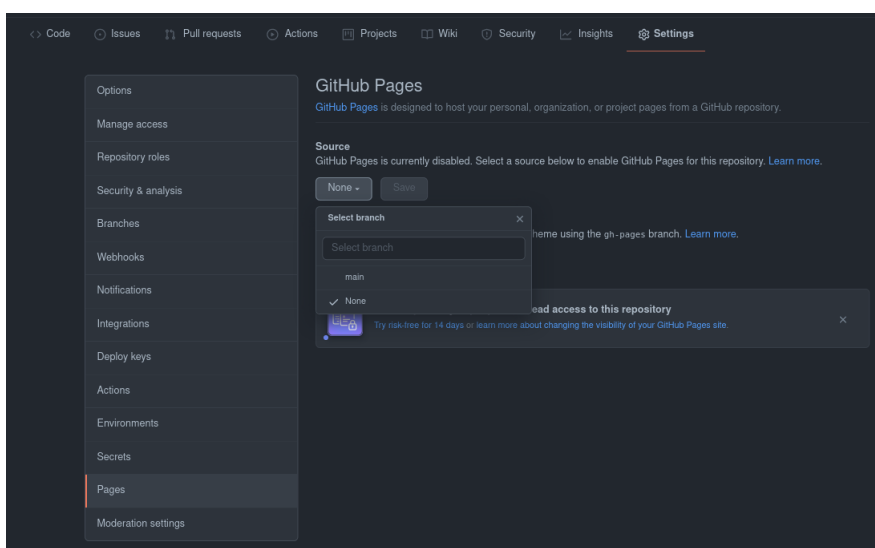 Code Issues Pull requests Actions Projects Wiki Security Insights Settings
Options
Manage access
Repository roles
Security & analysis
Branches
Webhooks
Notifications
Integrations
Deploy keys
Actions
Environments
Secrets
Pages
Moderation settings
GitHub Pages
GitHub Pages is designed to host your personal, organization, or project pages from a GitHub repository.
Source
GitHub Pages is currently disabled. Select a source below to enable GitHub Pages for this repository. Learn more.
None Save
Select branch
Select branch
main
None
heme using the gh-pages branch. Learn more.
ead access to this repository
Try risk-free for 14 days or learn more about changing the visibility of your GitHub Pages site.